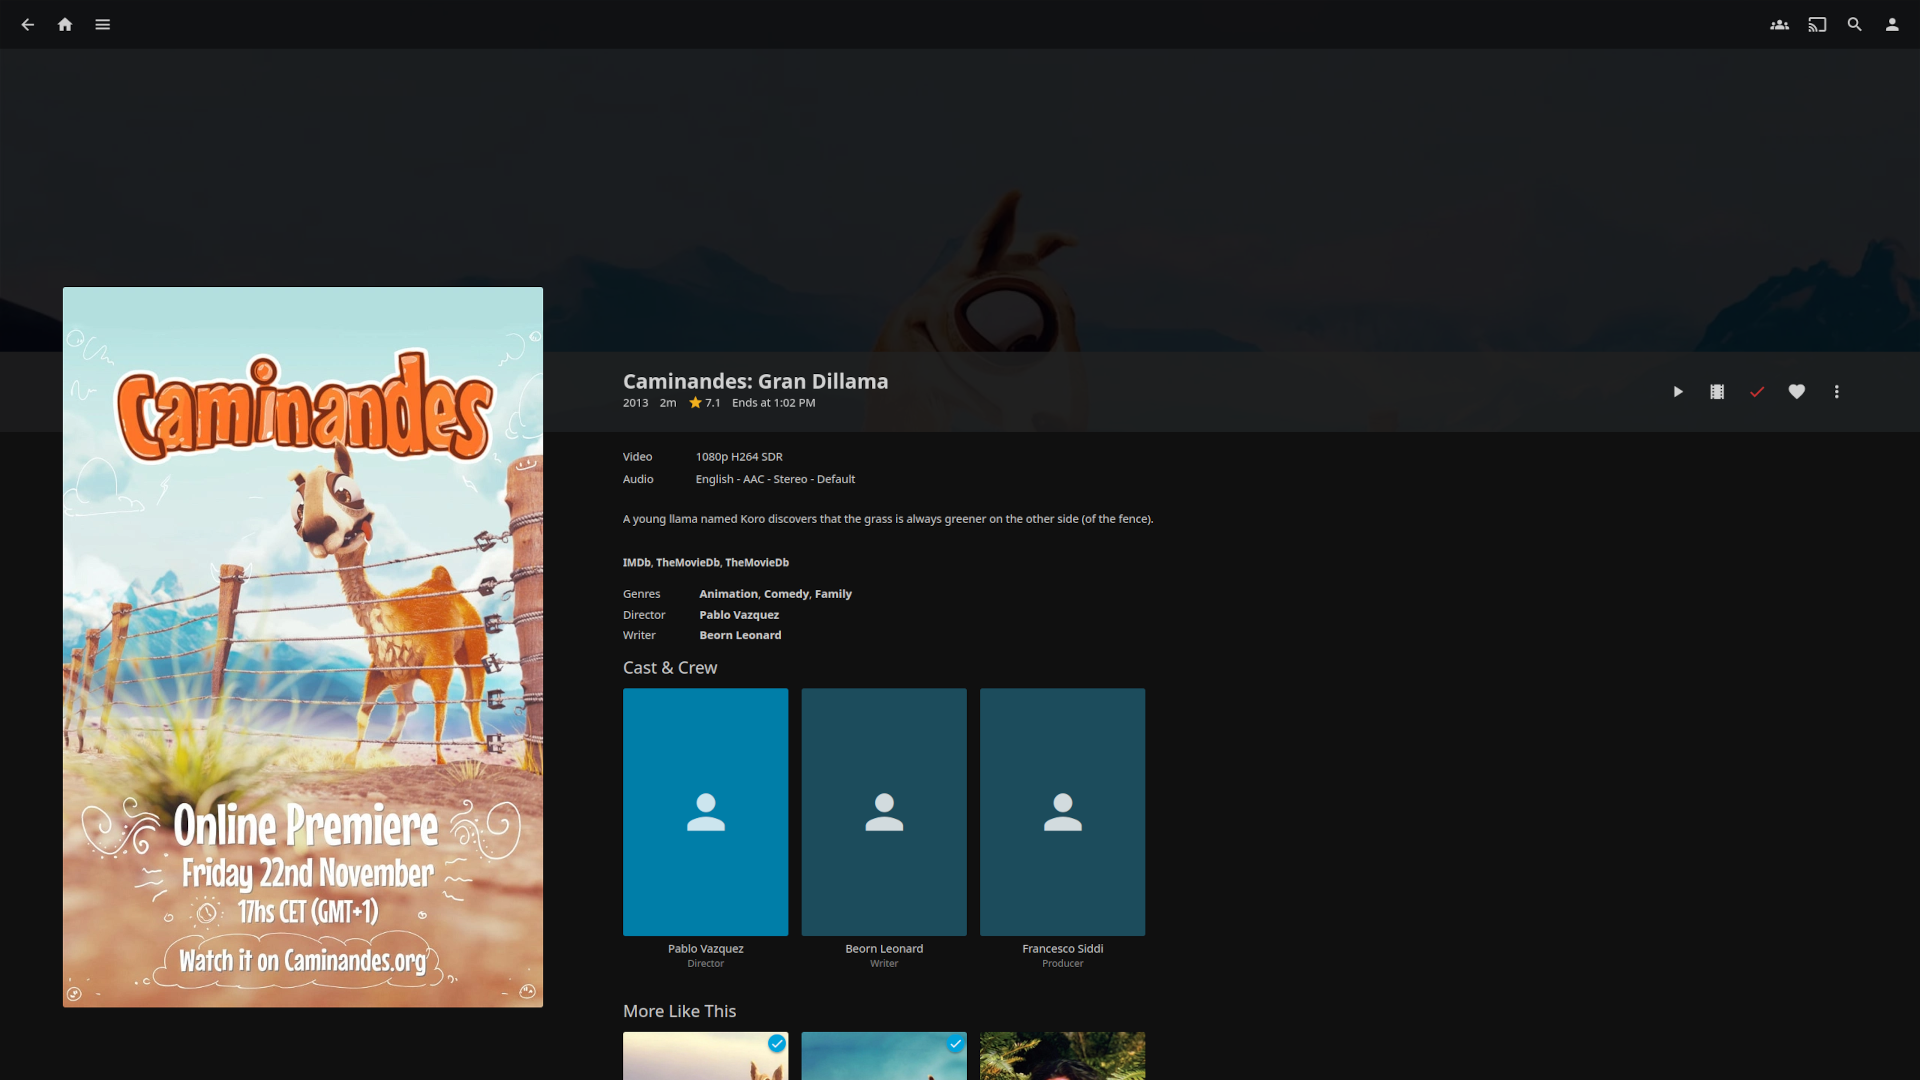 Caminandes
Online Premiere
Friday 22nd November
17hs CET (GMT+1)
Watch it on Caminandes.org
Caminandes: Gran Dillama
2013 2m 7.1 Ends at 1:02 PM
Video 1080p H264 SDR
Audio English - AAC - Stereo - Default
A young llama named Koro discovers that the grass is always greener on the other side (of the fence).
IMDb, TheMovieDb, TheMovieDb
Genres Animation, Comedy, Family
Director Pablo Vazquez
Writer Beorn Leonard
Cast & Crew
Pablo Vazquez
Director
Beorn Leonard
Writer
Francesco Siddi
Producer
More Like This